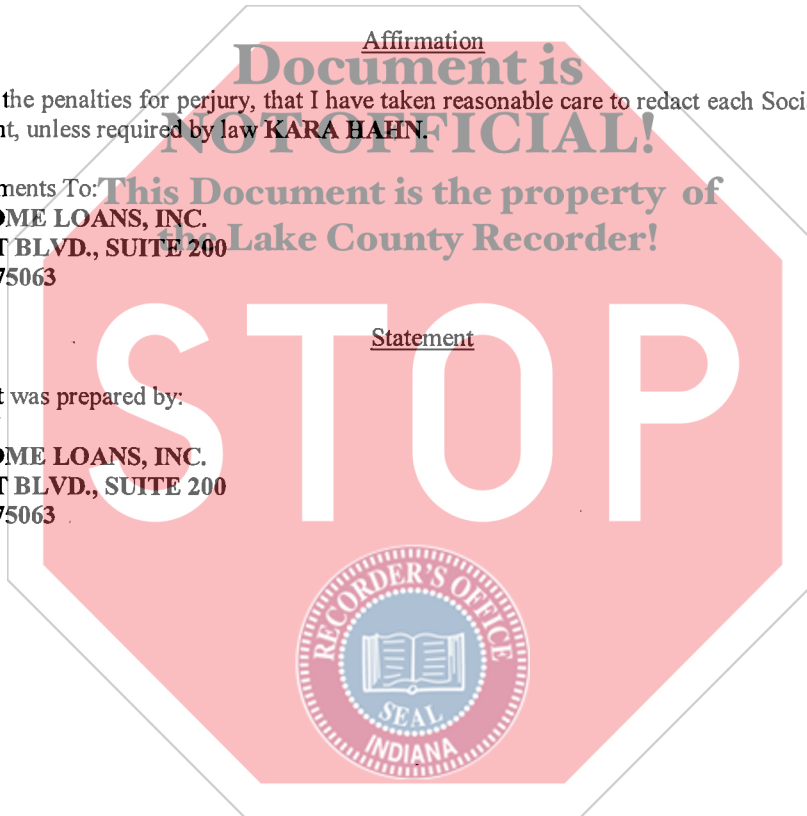 Affirmation
Document is
the penalties for perjury, that I have taken reasonable care to redact each Soci
nt, unless required by law KARA HAHN.
NOT OFFICIAL!
ments To:
This Document is the property of
OME LOANS, INC.
the Lake County Recorder!
T BLVD., SUITE 200
75063
Statement
t was prepared by:
OME LOANS, INC.
T BLVD., SUITE 200
75063
STOP
RECORDER'S OFFICE
SEAL
INDIANA